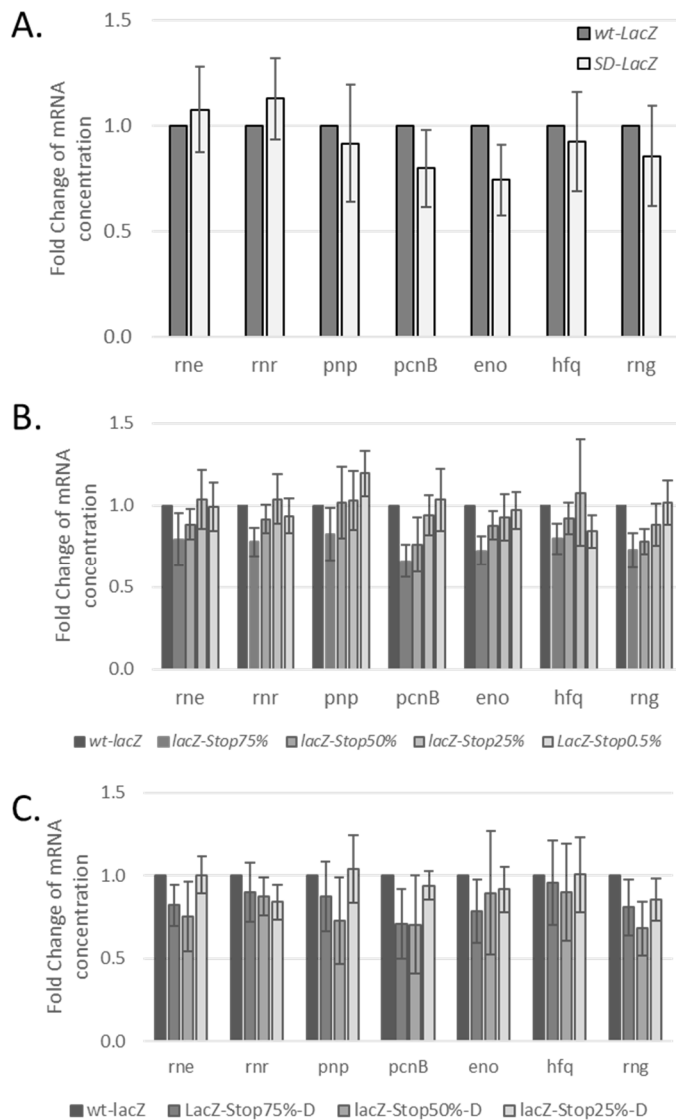 A.
Fold Change of mRNA
concentration
1.5
1.0
0.5
0.0
wt-LacZ
SD-LacZ
rne rnr pnp pcnB eno hfq rng
B.
Fold Change of mRNA
concentration
1.5
1.0
0.5
0.0
rne rnr pnp pcnB eno hfq rng
wt-lacZ lacZ-Stop75% lacZ-Stop50% lacZ-Stop25% LacZ-Stop0.5%
C.
Fold Change of mRNA
concentration
1.5
1.0
0.5
0.0
rne rnr pnp pcnB eno hfq rng
wt-lacZ LacZ-Stop75%-D lacZ-Stop50%-D lacZ-Stop25%-D